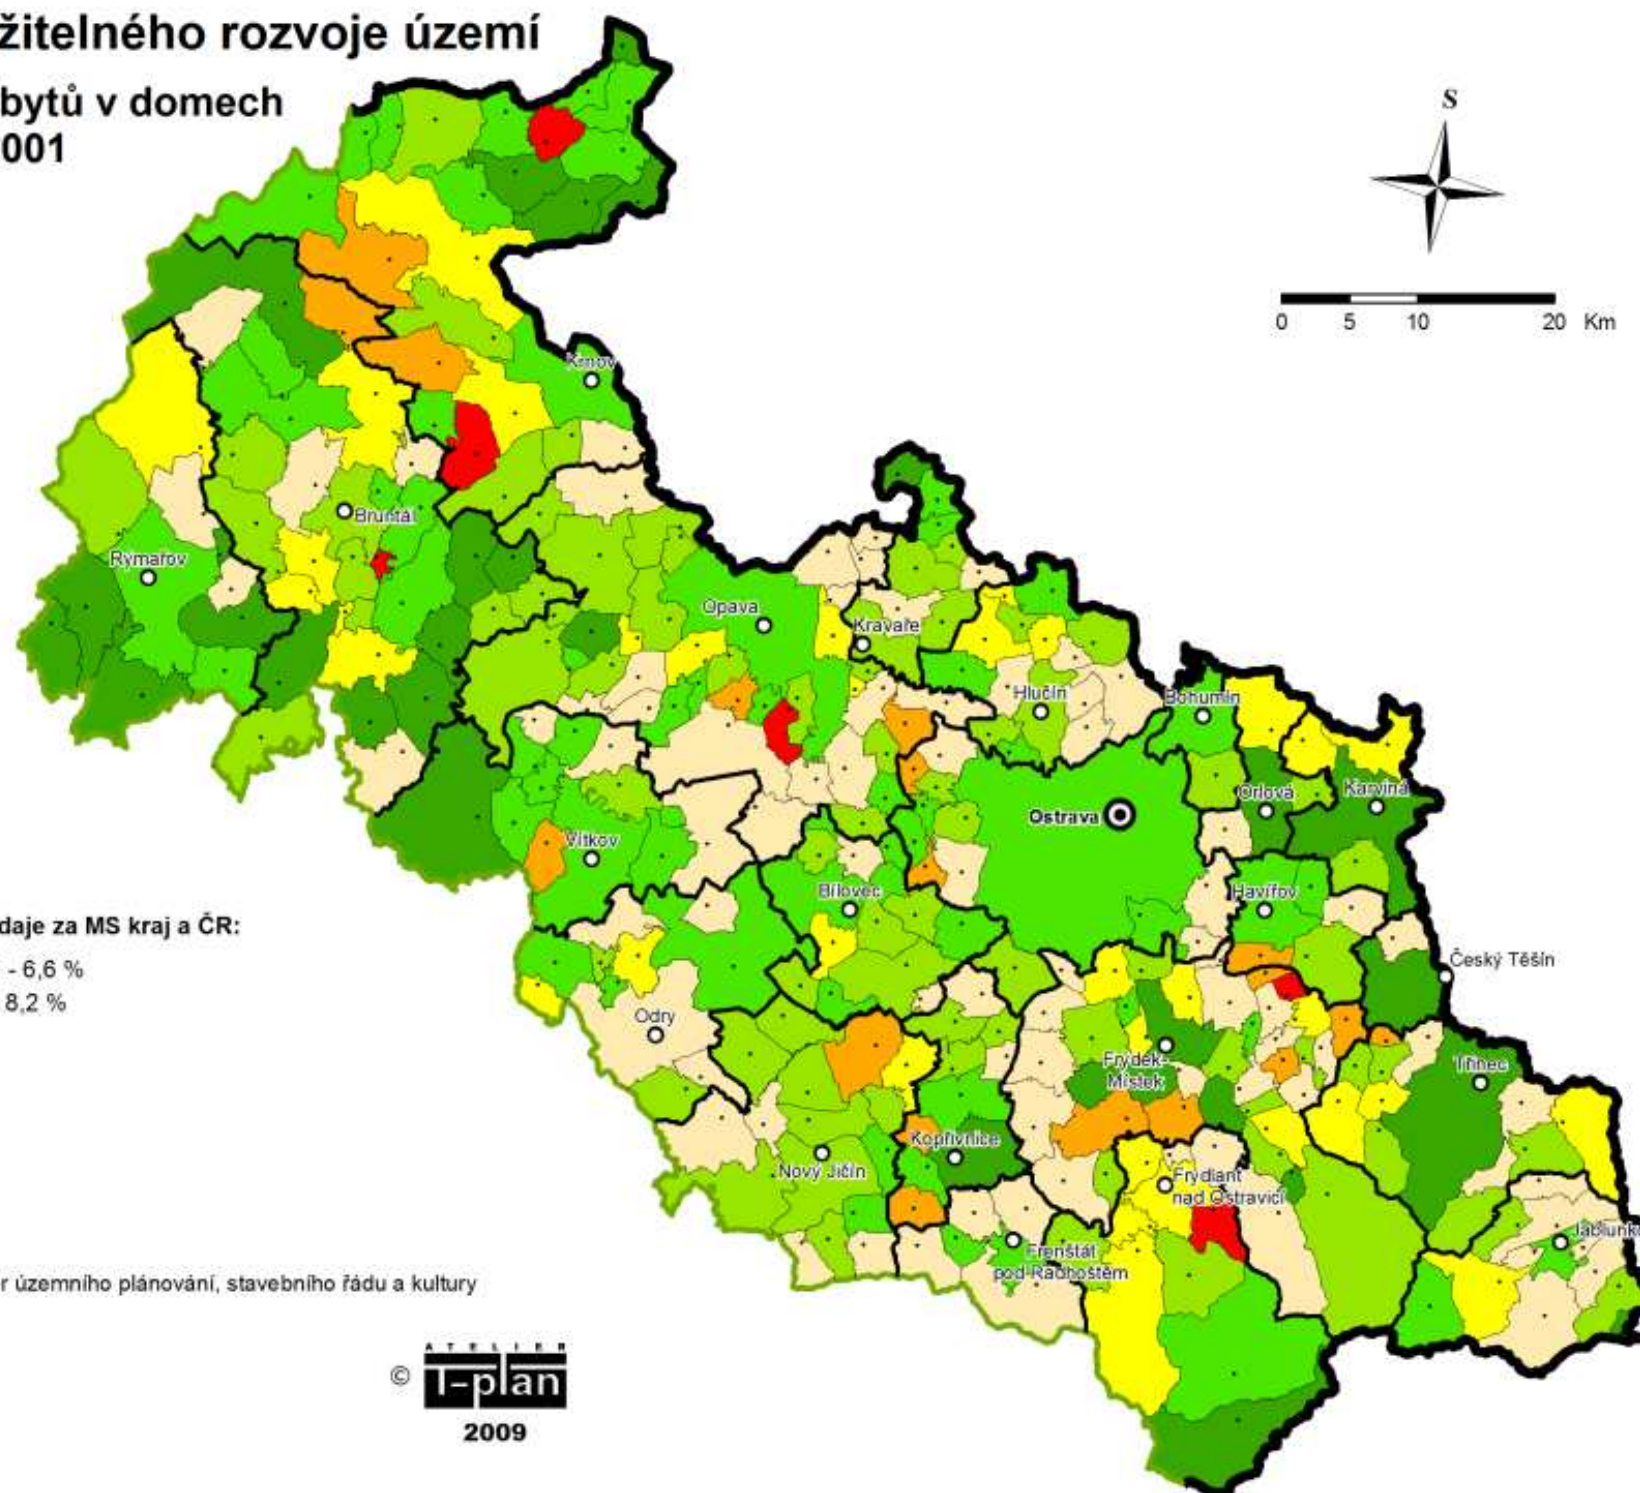 žitelného rozvoje území
bytů v domech
001
S
0 5 10 20 Km
Krnov
Bruntál
Rýmařov
Opava
Kravaře
Hlučín
Bohumín
Orlová
Karviná
Ostrava
Vítkov
Bílovec
Havířov
daje za MS kraj a ČR:
- 6,6 %
8,2 %
Český Těšín
Odry
Frýdek-
Místek
Třinec
Kopřivnice
Nový Jičín
Frýdlant
nad Ostravicí
Jablunk
Frenštát
pod Radhoštěm
r územního plánování, stavebního řádu a kultury
ATELIER
© T-plan
2009